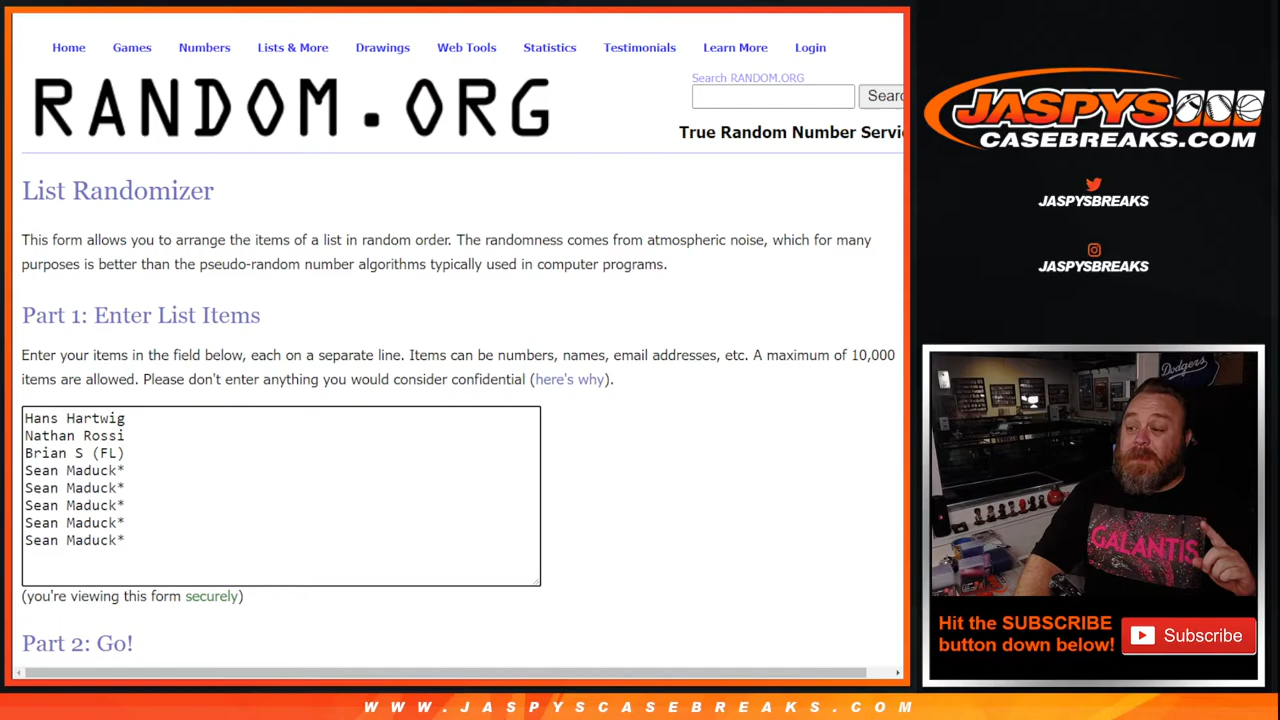 Home Games Numbers Lists & More Drawings Web Tools Statistics Testimonials Learn More Login
RANDOM.ORG
Search RANDOM.ORG
Searc
True Random Number Servi
List Randomizer
This form allows you to arrange the items of a list in random order. The randomness comes from atmospheric noise, which for many
purposes is better than the pseudo-random number algorithms typically used in computer programs.
Part 1: Enter List Items
Enter your items in the field below, each on a separate line. Items can be numbers, names, email addresses, etc. A maximum of 10,000
items are allowed. Please don't enter anything you would consider confidential (here's why).
Hans Hartwig
Nathan Rossi
Brian S (FL)
Sean Maduck*
Sean Maduck*
Sean Maduck*
Sean Maduck*
Sean Maduck*
(you're viewing this form securely)
Part 2: Go!
JASPYS
CASEBREAKS.COM
JASPYSBREAKS
JASPYSBREAKS
Dodgers
GALANTIS
Hit the SUBSCRIBE
button down below!
Subscribe
WWW.JASPYSCASEBREAKS.COM